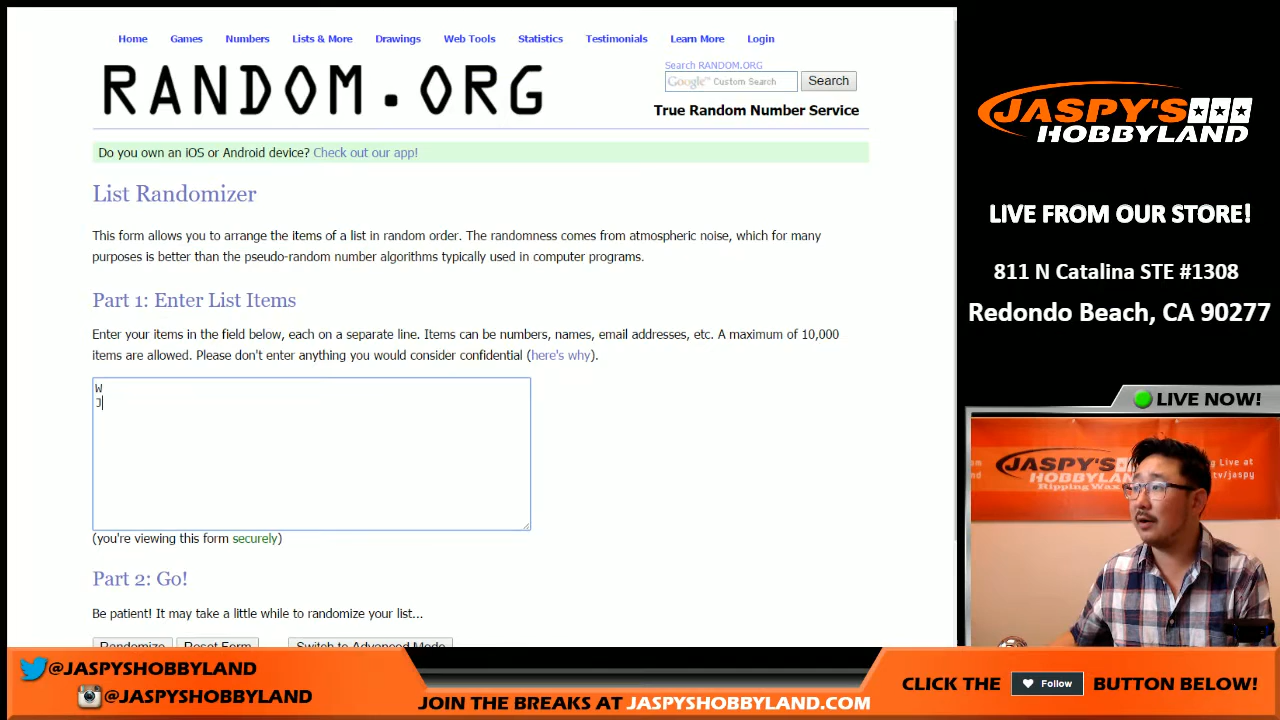 Home Games Numbers Lists & More Drawings Web Tools Statistics Testimonials Learn More Login
RANDOM.ORG
Search RANDOM.ORG
Google™ Custom Search Search
True Random Number Service
Do you own an iOS or Android device? Check out our app!
List Randomizer
This form allows you to arrange the items of a list in random order. The randomness comes from atmospheric noise, which for many
purposes is better than the pseudo-random number algorithms typically used in computer programs.
Part 1: Enter List Items
Enter your items in the field below, each on a separate line. Items can be numbers, names, email addresses, etc. A maximum of 10,000
items are allowed. Please don't enter anything you would consider confidential (here's why).
W
J
(you're viewing this form securely)
Part 2: Go!
Be patient! It may take a little while to randomize your list...
Randomize Reset Form Switch to Advanced Mode
JASPY'S
HOBBYLAND
LIVE FROM OUR STORE!
811 N Catalina STE #1308
Redondo Beach, CA 90277
LIVE NOW!
JASPY'S
HOBBYLAND
Ripping Wax
g Live at
tv/jaspy
@JASPYSHOBBYLAND
@JASPYSHOBBYLAND
JOIN THE BREAKS AT JASPYSHOBBYLAND.COM
CLICK THE Follow BUTTON BELOW!